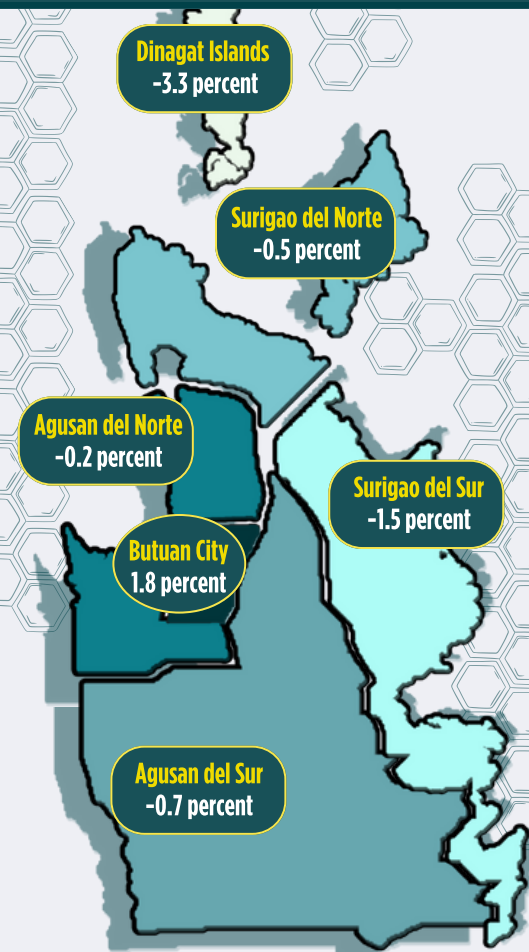 Dinagat Islands
-3.3 percent
Surigao del Norte
-0.5 percent
Agusan del Norte
-0.2 percent
Surigao del Sur
-1.5 percent
Butuan City
1.8 percent
Agusan del Sur
-0.7 percent